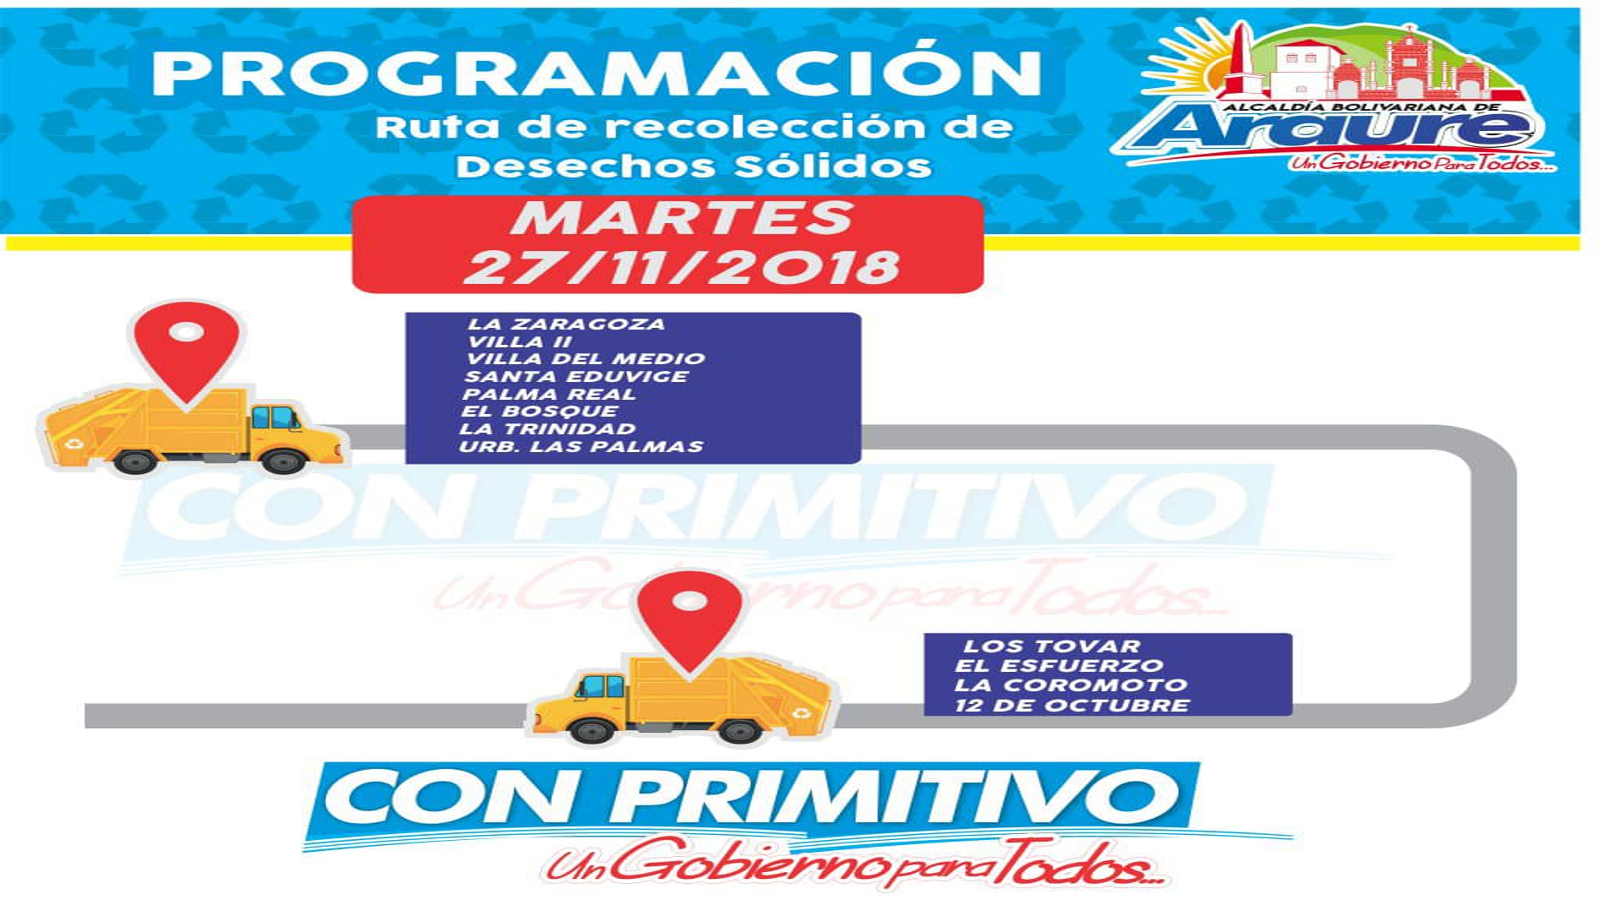 PROGRAMACIÓN
Ruta de recolección de
Desechos Sólidos
ALCALDÍA BOLIVARIANA DE
Araure
Un Gobierno Para Todos...
MARTES
27/11/2018
LA ZARAGOZA
VILLA II
VILLA DEL MEDIO
SANTA EDUVIGE
PALMA REAL
EL BOSQUE
LA TRINIDAD
URB. LAS PALMAS
CON PRIMITIVO
Un Gobierno para Todos...
LOS TOVAR
EL ESFUERZO
LA COROMOTO
12 DE OCTUBRE
CON PRIMITIVO
Un Gobierno para Todos...